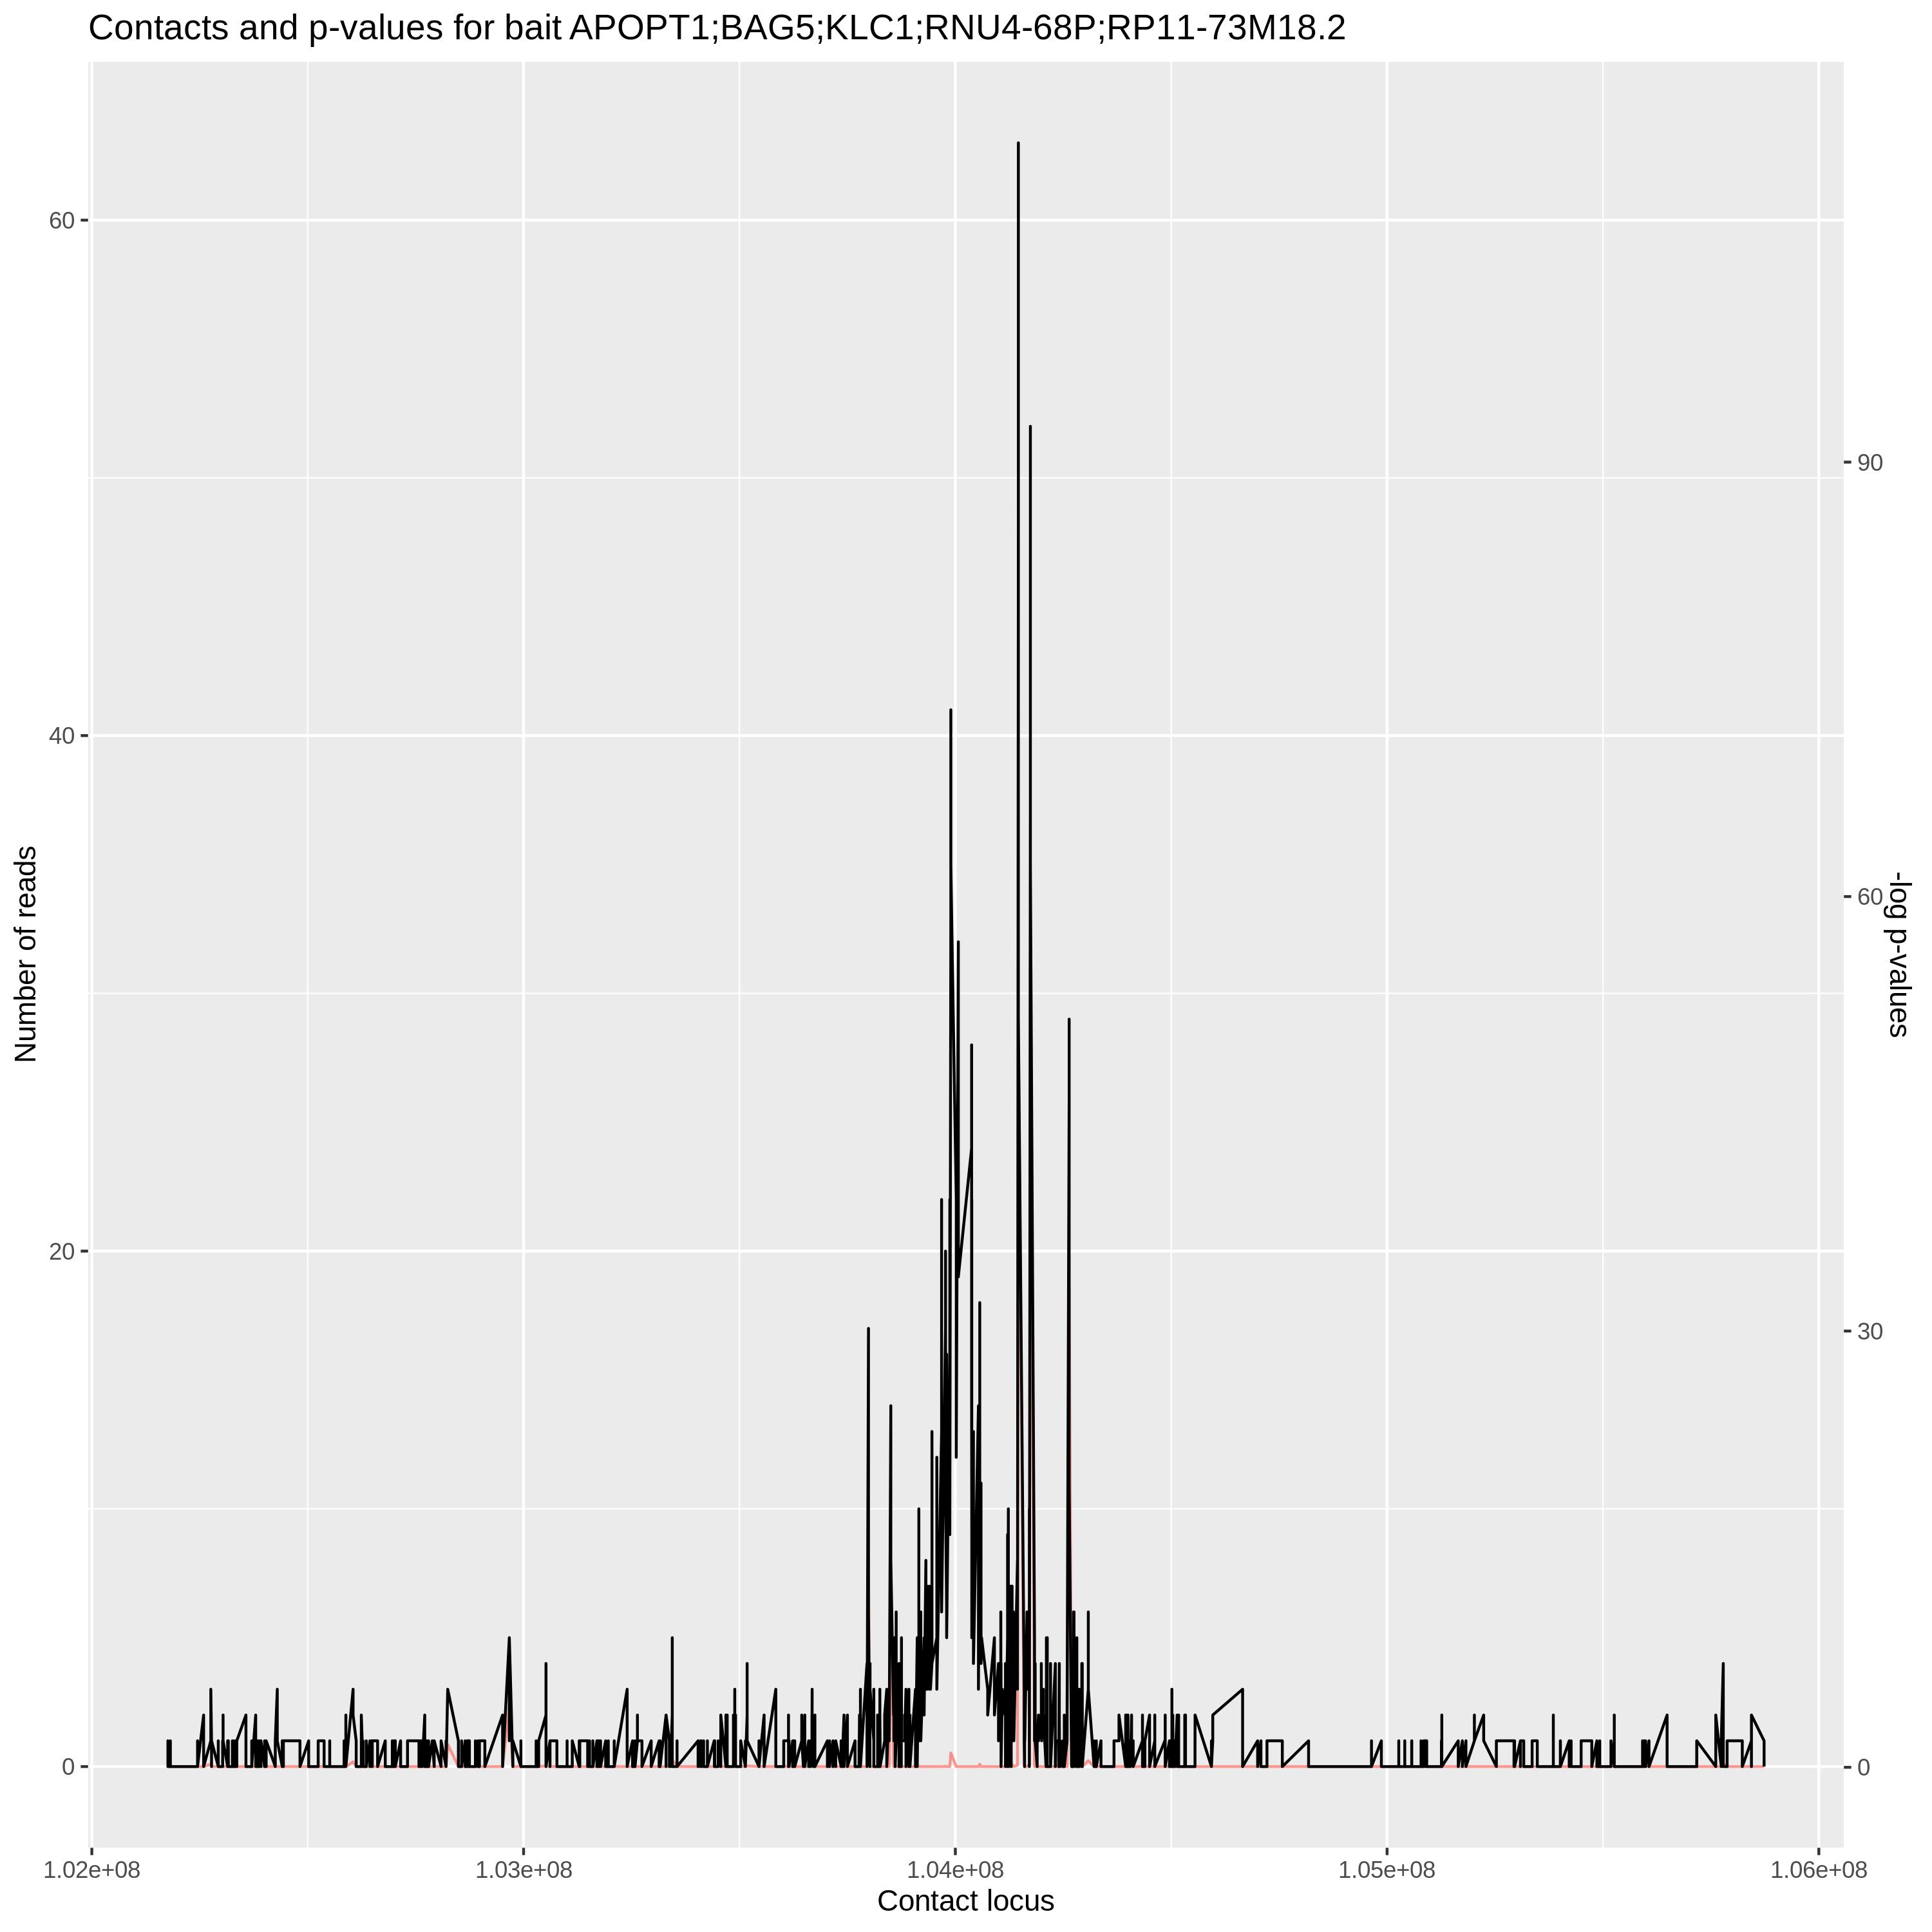 Contacts and p-values for bait APOPT1;BAG5;KLC1;RNU4-68P;RP11-73M18.2
Number of reads
60
40
20
0
90
60
30
0
-log p-values
1.02e+08
1.03e+08
1.04e+08
1.05e+08
1.06e+08
Contact locus